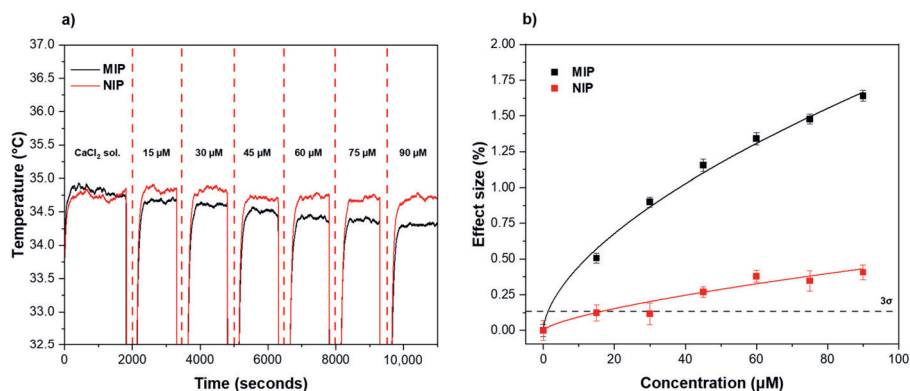 a)
37.0
36.5
36.0
35.5
35.0
34.5
34.0
33.5
33.0
32.5
Temperature (°C)
MIP
NIP
CaCl₂ sol.
15 µM
30 µM
45 µM
60 µM
75 µM
90 µM
0
2000
4000
6000
8000
10,000
Time (seconds)
b)
2.00
1.75
1.50
1.25
1.00
0.75
0.50
0.25
0.00
Effect size (%)
MIP
NIP
3σ
0
20
40
60
80
100
Concentration (µM)